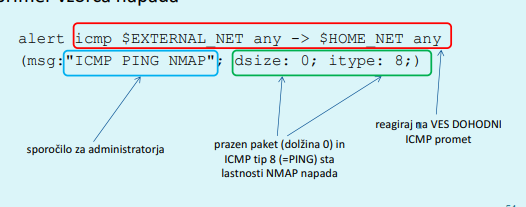 primer vzorca napada
alert icmp $EXTERNAL_NET any -> $HOME_NET any
(msg:"ICMP PING NMAP"; dsize: 0; itype: 8;)
sporočilo za administratorja
prazen paket (dolžina 0) in
ICMP tip 8 (=PING) sta
lastnosti NMAP napada
reagiraj na VES DOHODNI
ICMP promet